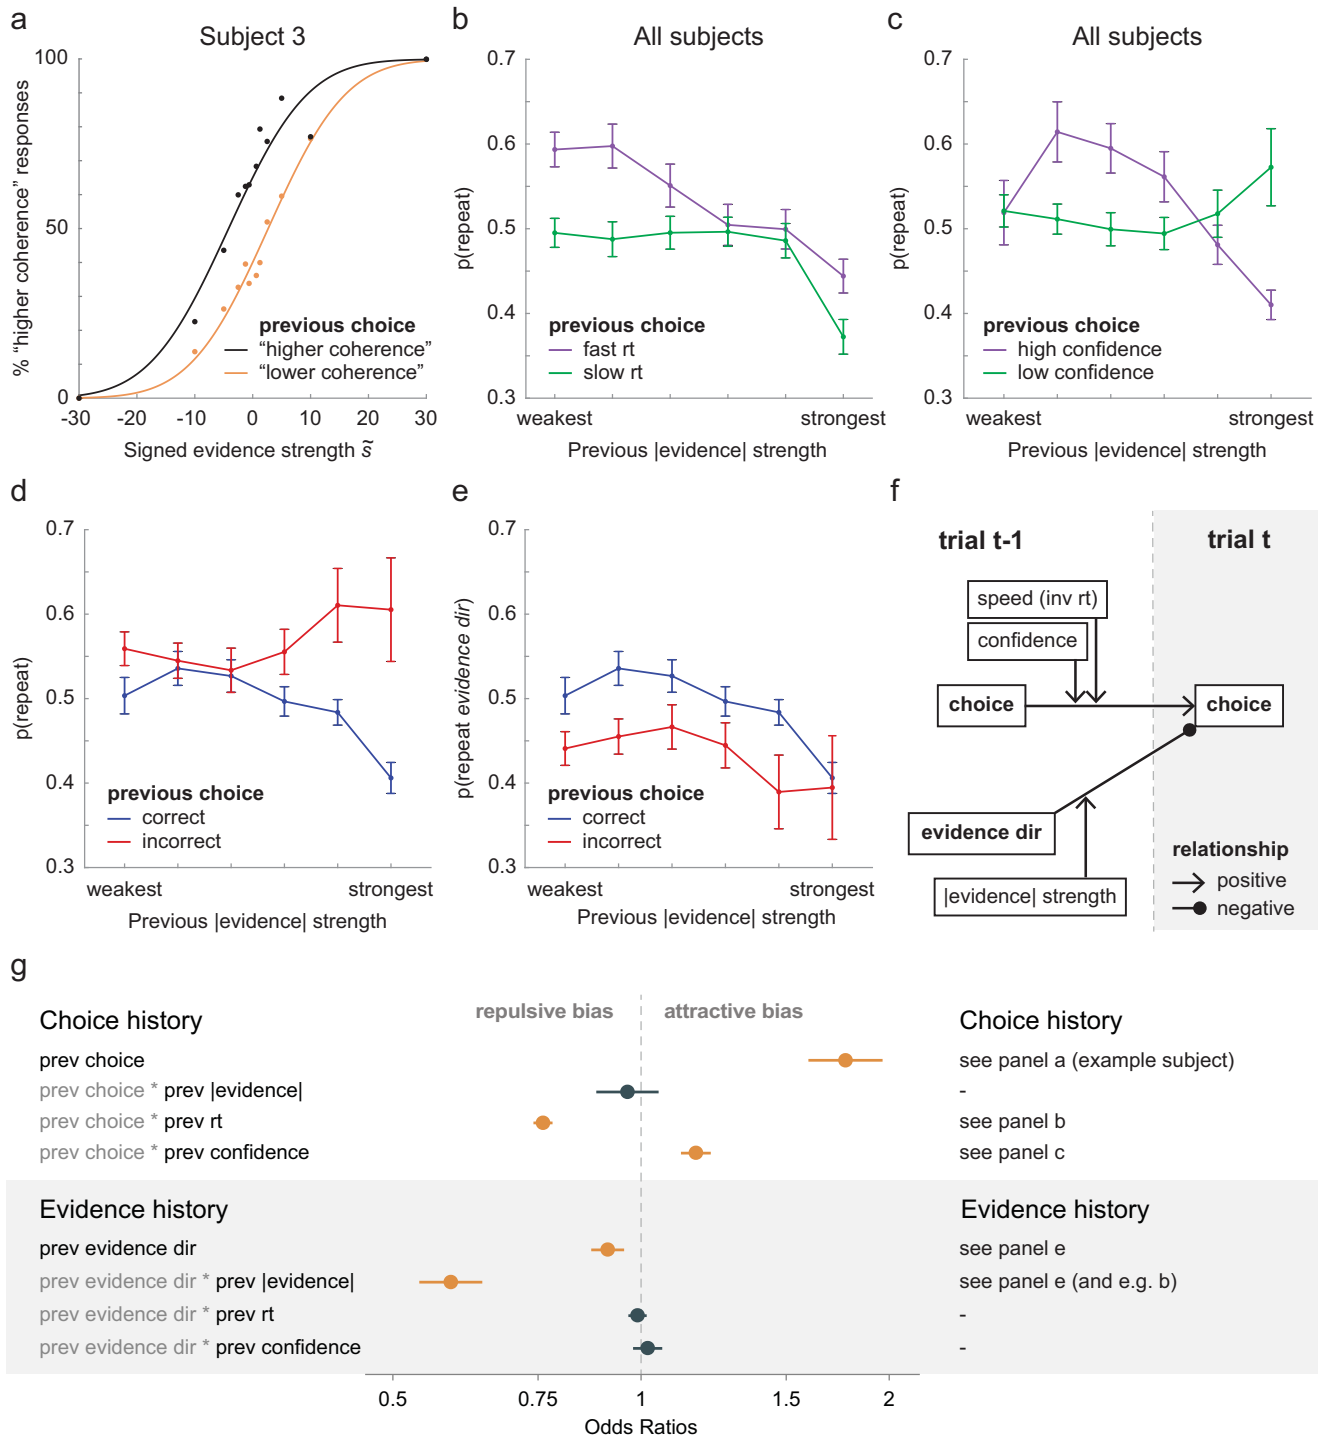 a
Subject 3
% “higher coherence” responses
100
50
0
-30
-20
-10
0
10
20
30
Signed evidence strength s̃
previous choice
“higher coherence”
“lower coherence”
b
All subjects
p(repeat)
0.7
0.6
0.5
0.4
0.3
previous choice
fast rt
slow rt
weakest
strongest
Previous |evidence| strength
c
All subjects
p(repeat)
0.7
0.6
0.5
0.4
0.3
previous choice
high confidence
low confidence
weakest
strongest
Previous |evidence| strength
d
p(repeat)
0.7
0.6
0.5
0.4
0.3
previous choice
correct
incorrect
weakest
strongest
Previous |evidence| strength
e
p(repeat evidence dir)
0.7
0.6
0.5
0.4
0.3
previous choice
correct
incorrect
weakest
strongest
Previous |evidence| strength
f
trial t-1
trial t
speed (inv rt)
confidence
choice
choice
evidence dir
|evidence| strength
relationship
positive
negative
g
repulsive bias
attractive bias
Choice history
Choice history
prev choice
see panel a (example subject)
prev choice * prev |evidence|
-
prev choice * prev rt
see panel b
prev choice * prev confidence
see panel c
Evidence history
Evidence history
prev evidence dir
see panel e
prev evidence dir * prev |evidence|
see panel e (and e.g. b)
prev evidence dir * prev rt
-
prev evidence dir * prev confidence
-
0.5
0.75
1
1.5
2
Odds Ratios